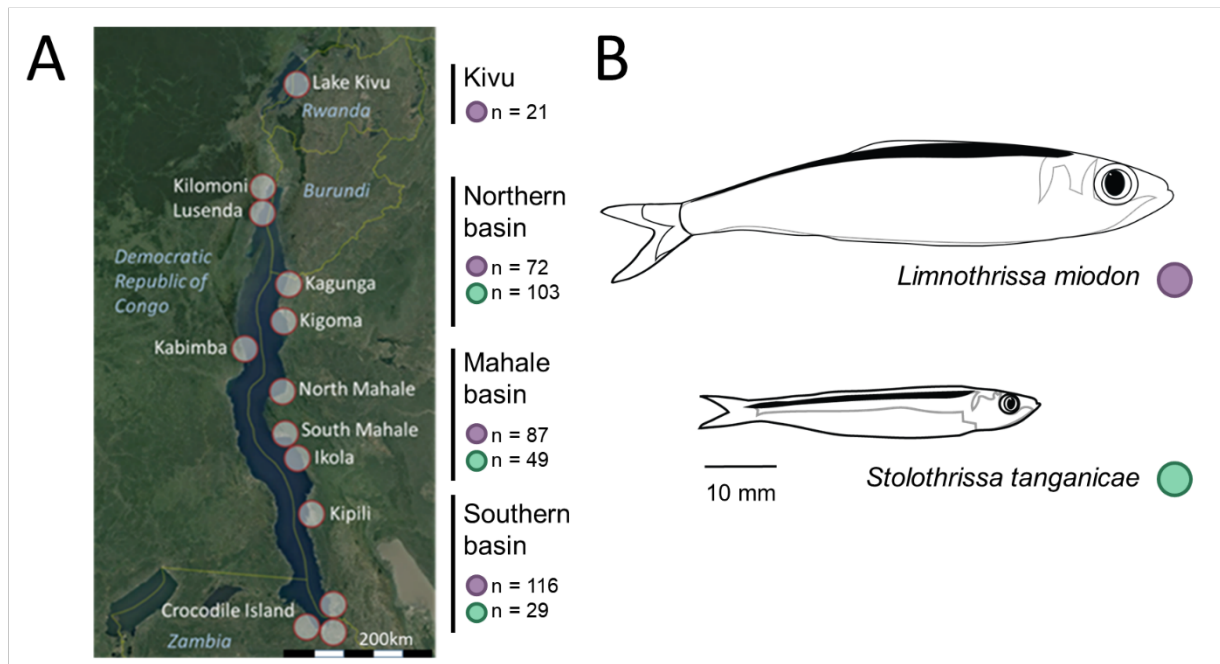 A
Lake Kivu
Rwanda
Kilomoni
Lusenda
Burundi
Democratic
Republic of
Congo
Kagunga
Kigoma
Kabimba
North Mahale
South Mahale
Ikola
Kipili
Crocodile Island
Zambia
200km
Kivu
n = 21
Northern
basin
n = 72
n = 103
Mahale
basin
n = 87
n = 49
Southern
basin
n = 116
n = 29
B
Limnothrissa miodon
10 mm
Stolothrissa tanganicae